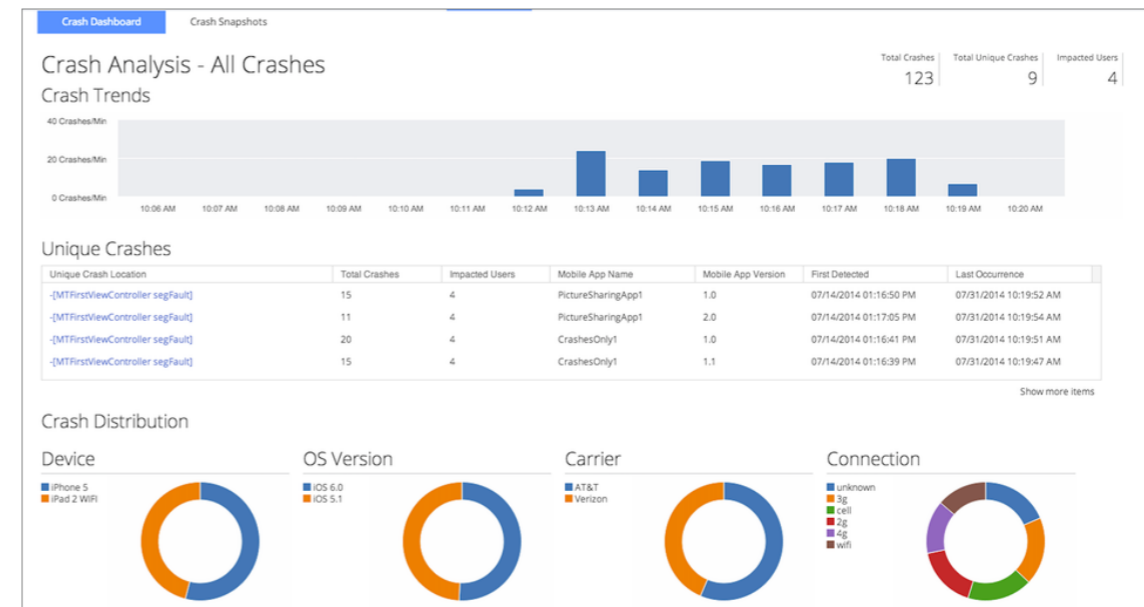 Crash Dashboard Crash Snapshots
Crash Analysis - All Crashes
Total Crashes Total Unique Crashes Impacted Users
123 9 4
Crash Trends
40 Crashes/Min
20 Crashes/Min
0 Crashes/Min
10:06 AM 10:07 AM 10:08 AM 10:09 AM 10:10 AM 10:11 AM 10:12 AM 10:13 AM 10:14 AM 10:15 AM 10:16 AM 10:17 AM 10:18 AM 10:19 AM 10:20 AM
Unique Crashes
Unique Crash Location Total Crashes Impacted Users Mobile App Name Mobile App Version First Detected Last Occurrence
-[MTFirstViewController segFault] 15 4 PictureSharingApp1 1.0 07/14/2014 01:16:50 PM 07/31/2014 10:19:52 AM
-[MTFirstViewController segFault] 11 4 PictureSharingApp1 2.0 07/14/2014 01:17:05 PM 07/31/2014 10:19:54 AM
-[MTFirstViewController segFault] 20 4 CrashesOnly1 1.0 07/14/2014 01:16:41 PM 07/31/2014 10:19:51 AM
-[MTFirstViewController segFault] 15 4 CrashesOnly1 1.1 07/14/2014 01:16:39 PM 07/31/2014 10:19:47 AM
Show more items
Crash Distribution
Device OS Version Carrier Connection
iPhone 5
iPad 2 WIFI
iOS 6.0
iOS 5.1
AT&T
Verizon
unknown
3g
cell
2g
4g
wifi